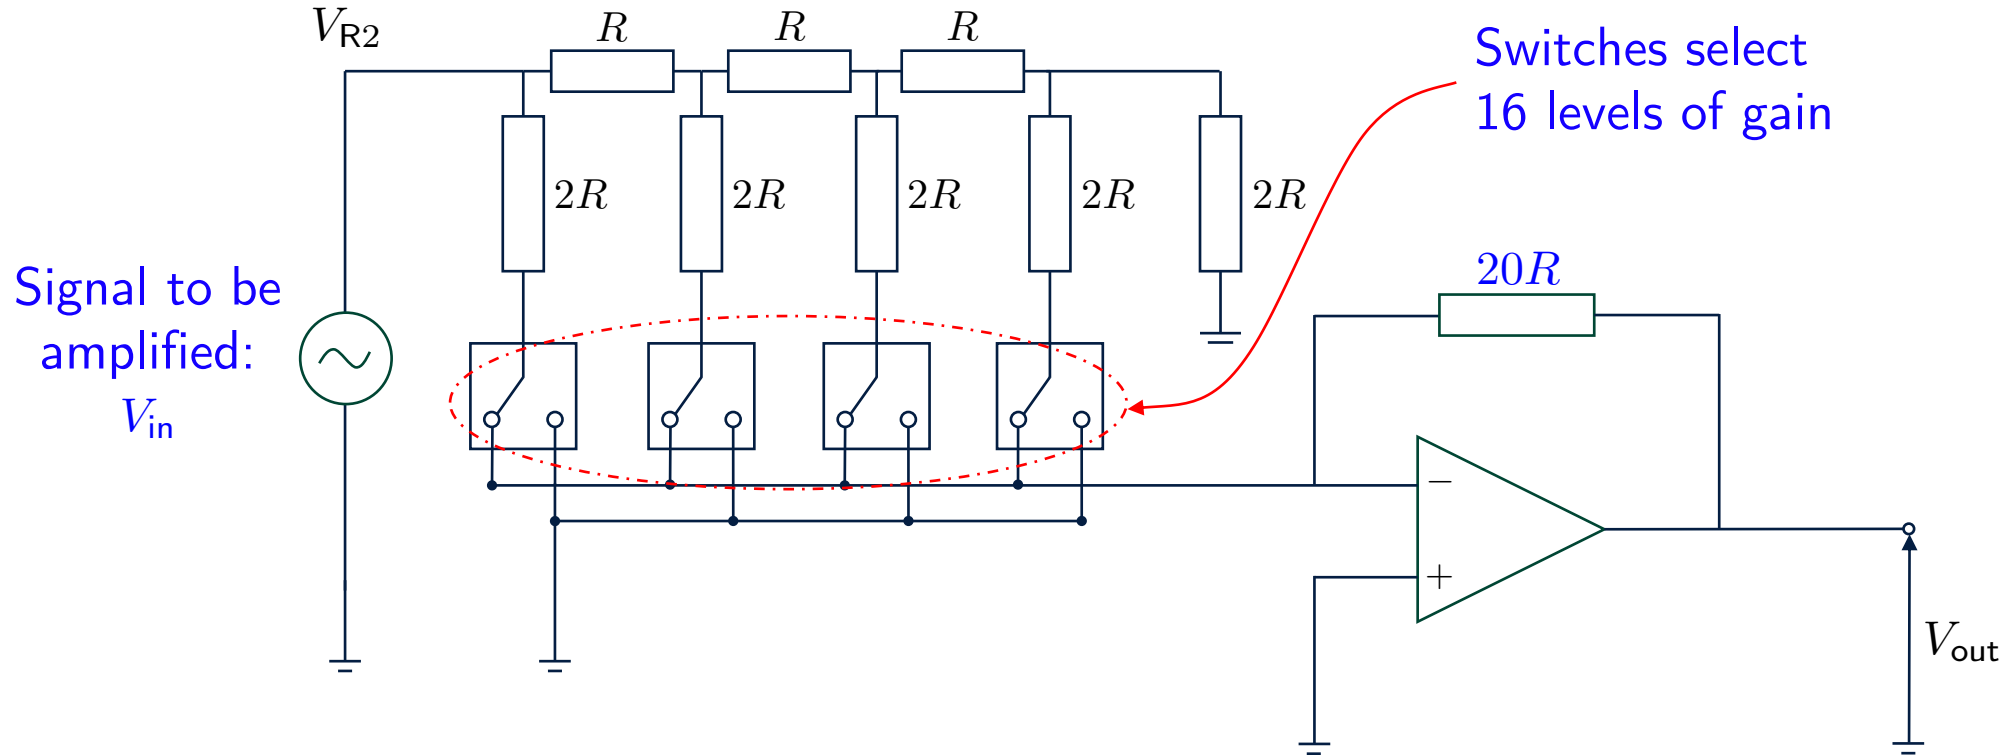 V_R2
R
R
R
Switches select
16 levels of gain
2R
2R
2R
2R
2R
Signal to be
amplified:
V_in
20R
−
+
V_out